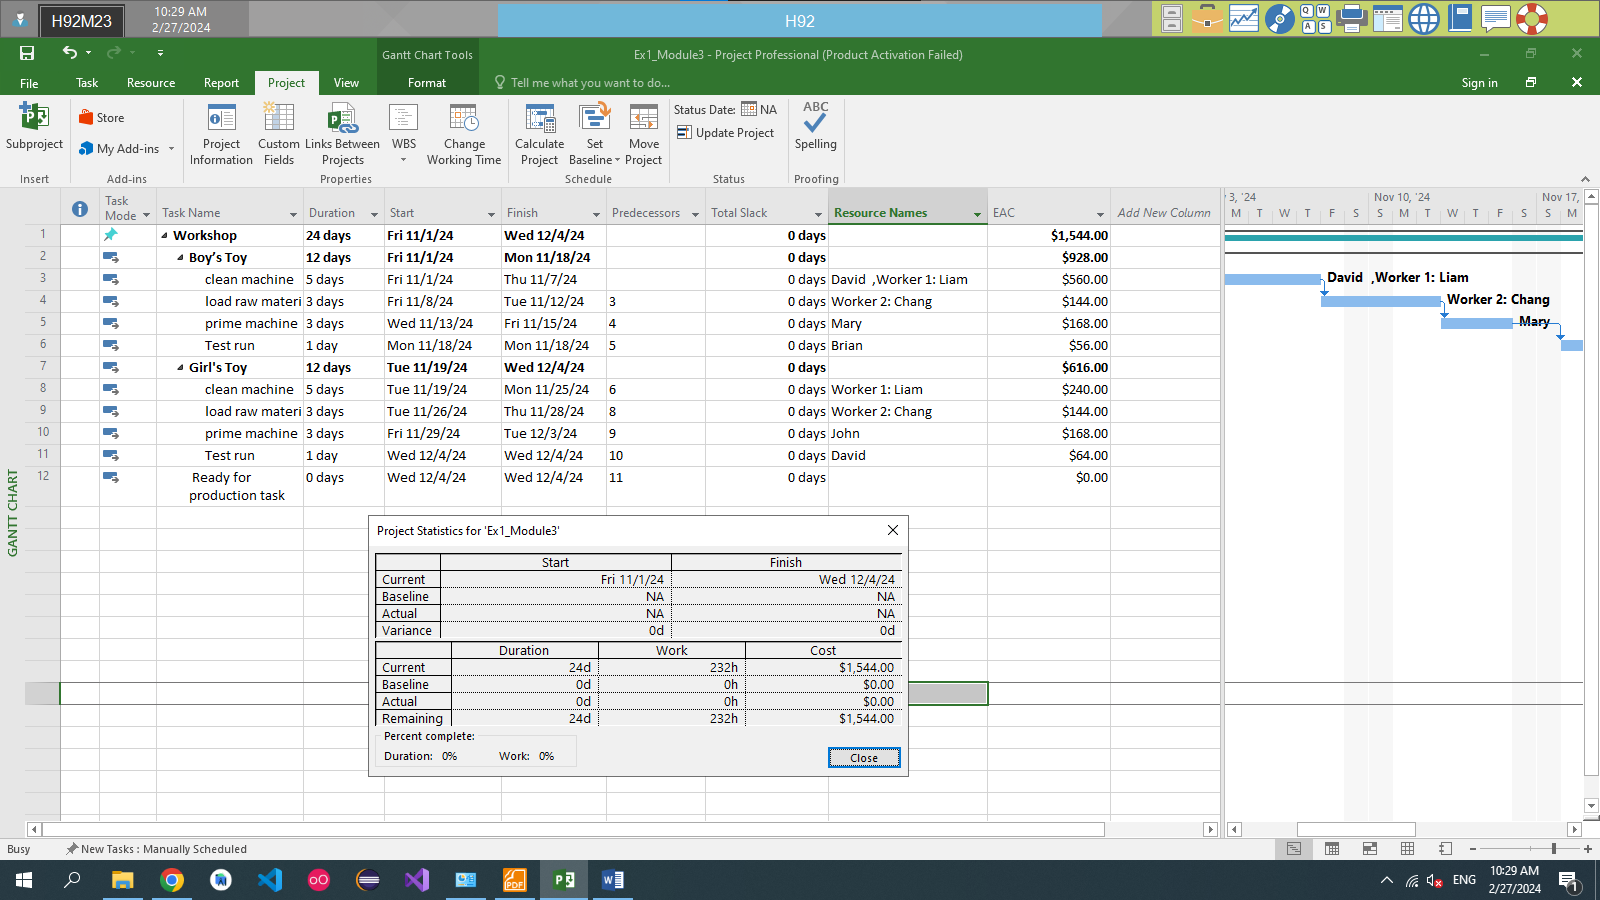 H92M23
10:29 AM
2/27/2024
H92
Q W
A S
Gantt Chart Tools
Ex1_Module3 - Project Professional (Product Activation Failed)
File Task Resource Report Project View Format Tell me what you want to do... Sign in
Subproject
Store
My Add-ins
Project Information
Custom Fields
Links Between Projects
WBS
Change Working Time
Calculate Project
Set Baseline
Move Project
Status Date: NA
Update Project
ABC
Spelling
Insert Add-ins Properties Schedule Status Proofing
Task Mode Task Name Duration Start Finish Predecessors Total Slack Resource Names EAC Add New Column
3, '24 Nov 10, '24 Nov 17,
M T W T F S S M T W T F S S M
1 Workshop 24 days Fri 11/1/24 Wed 12/4/24 0 days $1,544.00
2 Boy's Toy 12 days Fri 11/1/24 Mon 11/18/24 0 days $928.00
3 clean machine 5 days Fri 11/1/24 Thu 11/7/24 0 days David ,Worker 1: Liam $560.00
David ,Worker 1: Liam
4 load raw materi 3 days Fri 11/8/24 Tue 11/12/24 3 0 days Worker 2: Chang $144.00
Worker 2: Chang
5 prime machine 3 days Wed 11/13/24 Fri 11/15/24 4 0 days Mary $168.00
Mary
6 Test run 1 day Mon 11/18/24 Mon 11/18/24 5 0 days Brian $56.00
7 Girl's Toy 12 days Tue 11/19/24 Wed 12/4/24 0 days $616.00
8 clean machine 5 days Tue 11/19/24 Mon 11/25/24 6 0 days Worker 1: Liam $240.00
9 load raw materi 3 days Tue 11/26/24 Thu 11/28/24 8 0 days Worker 2: Chang $144.00
10 prime machine 3 days Fri 11/29/24 Tue 12/3/24 9 0 days John $168.00
11 Test run 1 day Wed 12/4/24 Wed 12/4/24 10 0 days David $64.00
12 Ready for production task 0 days Wed 12/4/24 Wed 12/4/24 11 0 days $0.00
GANTT CHART
Project Statistics for 'Ex1_Module3'
Start Finish
Current Fri 11/1/24 Wed 12/4/24
Baseline NA NA
Actual NA NA
Variance 0d 0d
Duration Work Cost
Current 24d 232h $1,544.00
Baseline 0d 0h $0.00
Actual 0d 0h $0.00
Remaining 24d 232h $1,544.00
Percent complete:
Duration: 0% Work: 0%
Close
Busy New Tasks : Manually Scheduled
PDF
ENG
10:29 AM
2/27/2024
1